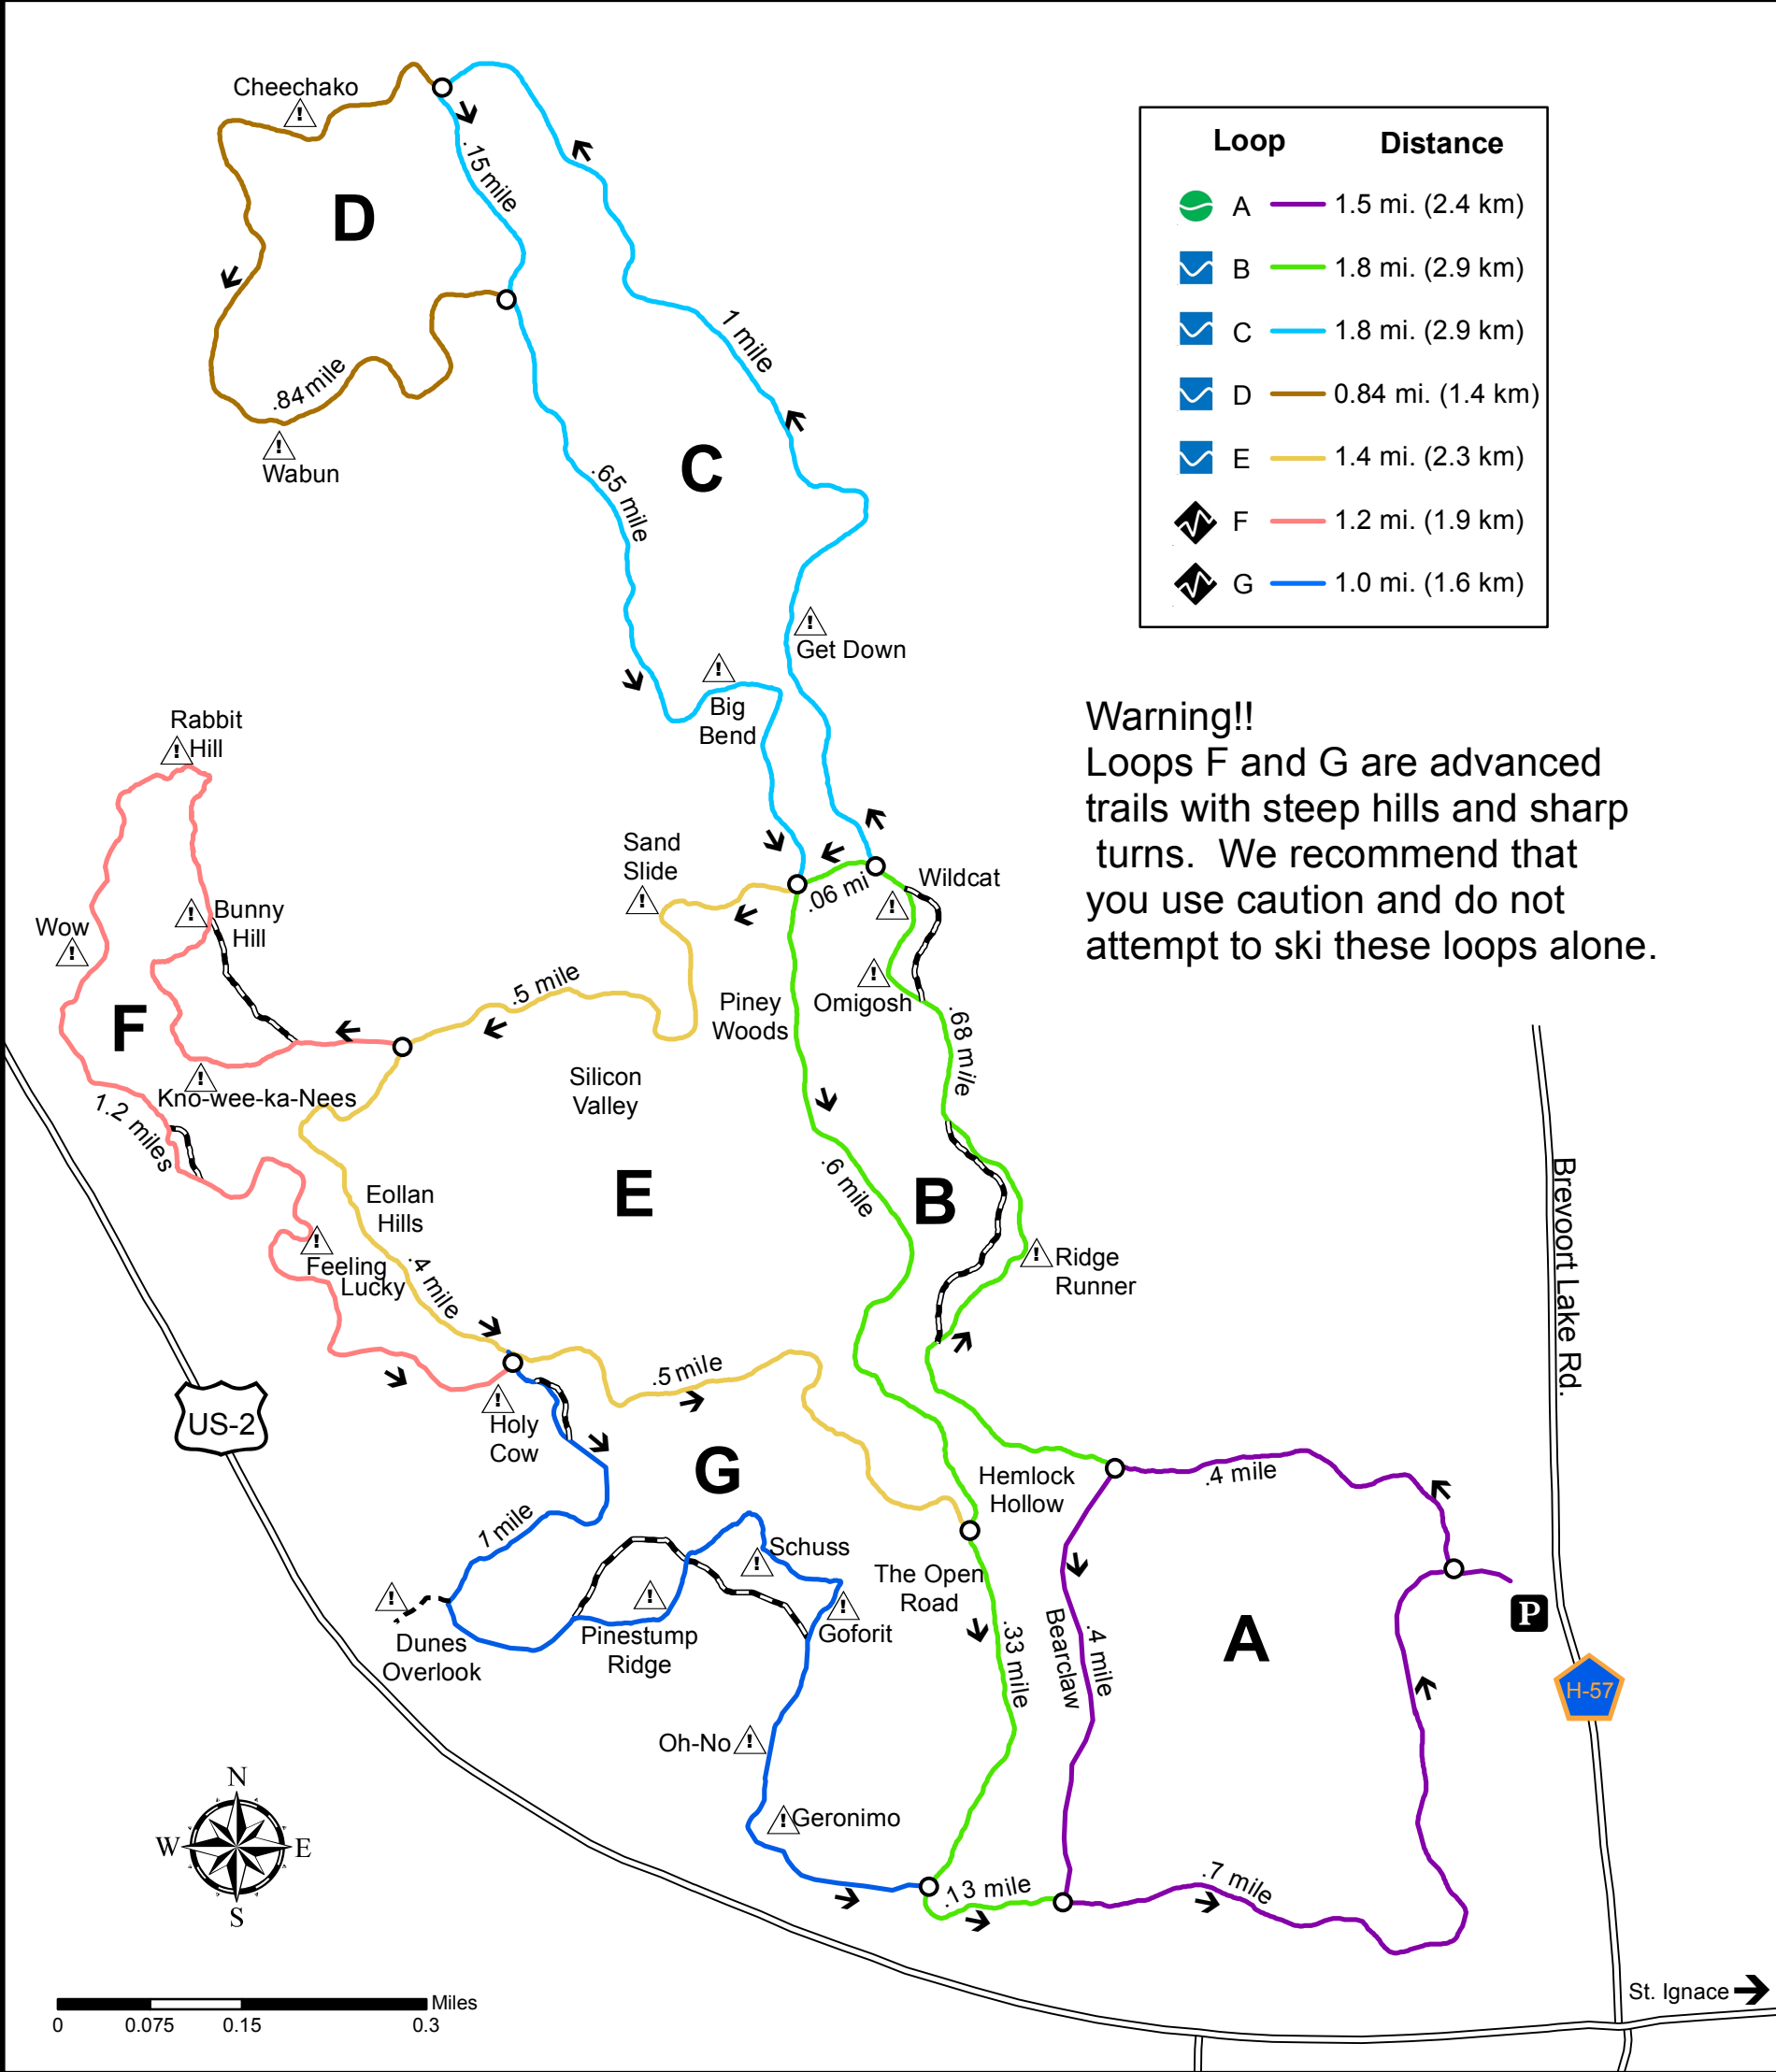 Cheechako
D
.15 mile
.84 mile
Wabun
1 mile
C
.65 mile
Get Down
Big
Bend
Loop Distance
A 1.5 mi. (2.4 km)
B 1.8 mi. (2.9 km)
C 1.8 mi. (2.9 km)
D 0.84 mi. (1.4 km)
E 1.4 mi. (2.3 km)
F 1.2 mi. (1.9 km)
G 1.0 mi. (1.6 km)
Warning!!
Loops F and G are advanced
trails with steep hills and sharp
turns. We recommend that
you use caution and do not
attempt to ski these loops alone.
Rabbit
Hill
Sand
Slide
.06 mi
Wildcat
Wow
Bunny
Hill
.5 mile
Piney
Woods
Omigosh
.68 mile
F
Kno-wee-ka-Nees
1.2 miles
Silicon
Valley
E
.6 mile
B
Eollan
Hills
Feeling
Lucky
.4 mile
Ridge
Runner
Brevoort Lake Rd.
US-2
Holy
Cow
.5 mile
G
Hemlock
Hollow
.4 mile
1 mile
Schuss
The Open
Road
Dunes
Overlook
Pinestump
Ridge
Goforit
.33 mile
Bearclaw
.4 mile
A
P
H-57
Oh-No
Geronimo
.13 mile
.7 mile
N
W E
S
Miles
0 0.075 0.15 0.3
St. Ignace